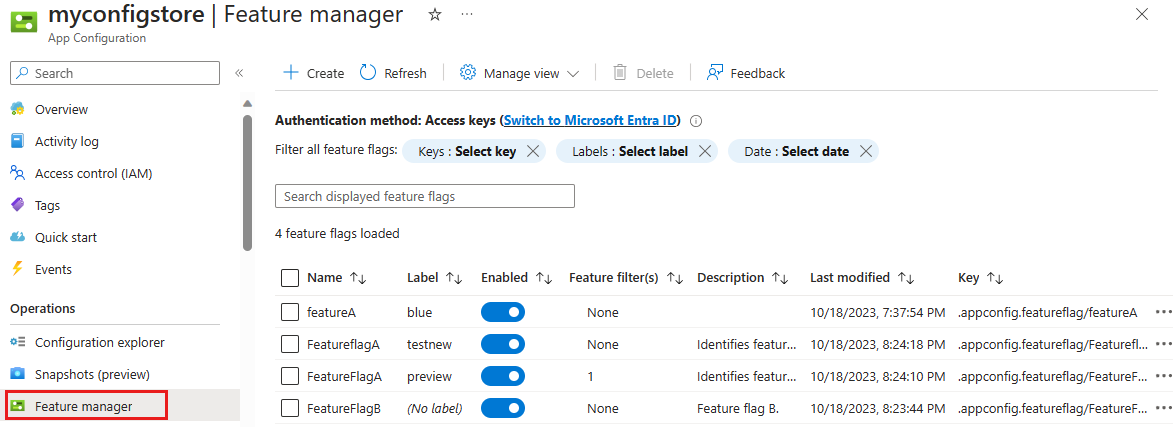 myconfigstore | Feature manager
App Configuration
Search
Overview
Activity log
Access control (IAM)
Tags
Quick start
Events
Operations
Configuration explorer
Snapshots (preview)
Feature manager
Create Refresh Manage view Delete Feedback
Authentication method: Access keys (Switch to Microsoft Entra ID)
Filter all feature flags: Keys : Select key Labels : Select label Date : Select date
Search displayed feature flags
4 feature flags loaded
Name Label Enabled Feature filter(s) Description Last modified Key
featureA blue None 10/18/2023, 7:37:54 PM .appconfig.featureflag/featureA
FeatureflagA testnew None Identifies featur... 10/18/2023, 8:24:18 PM .appconfig.featureflag/Featurefl...
FeatureFlagA preview 1 Identifies featur... 10/18/2023, 8:24:10 PM .appconfig.featureflag/FeatureF...
FeatureFlagB (No label) None Feature flag B. 10/18/2023, 8:23:44 PM .appconfig.featureflag/FeatureF...